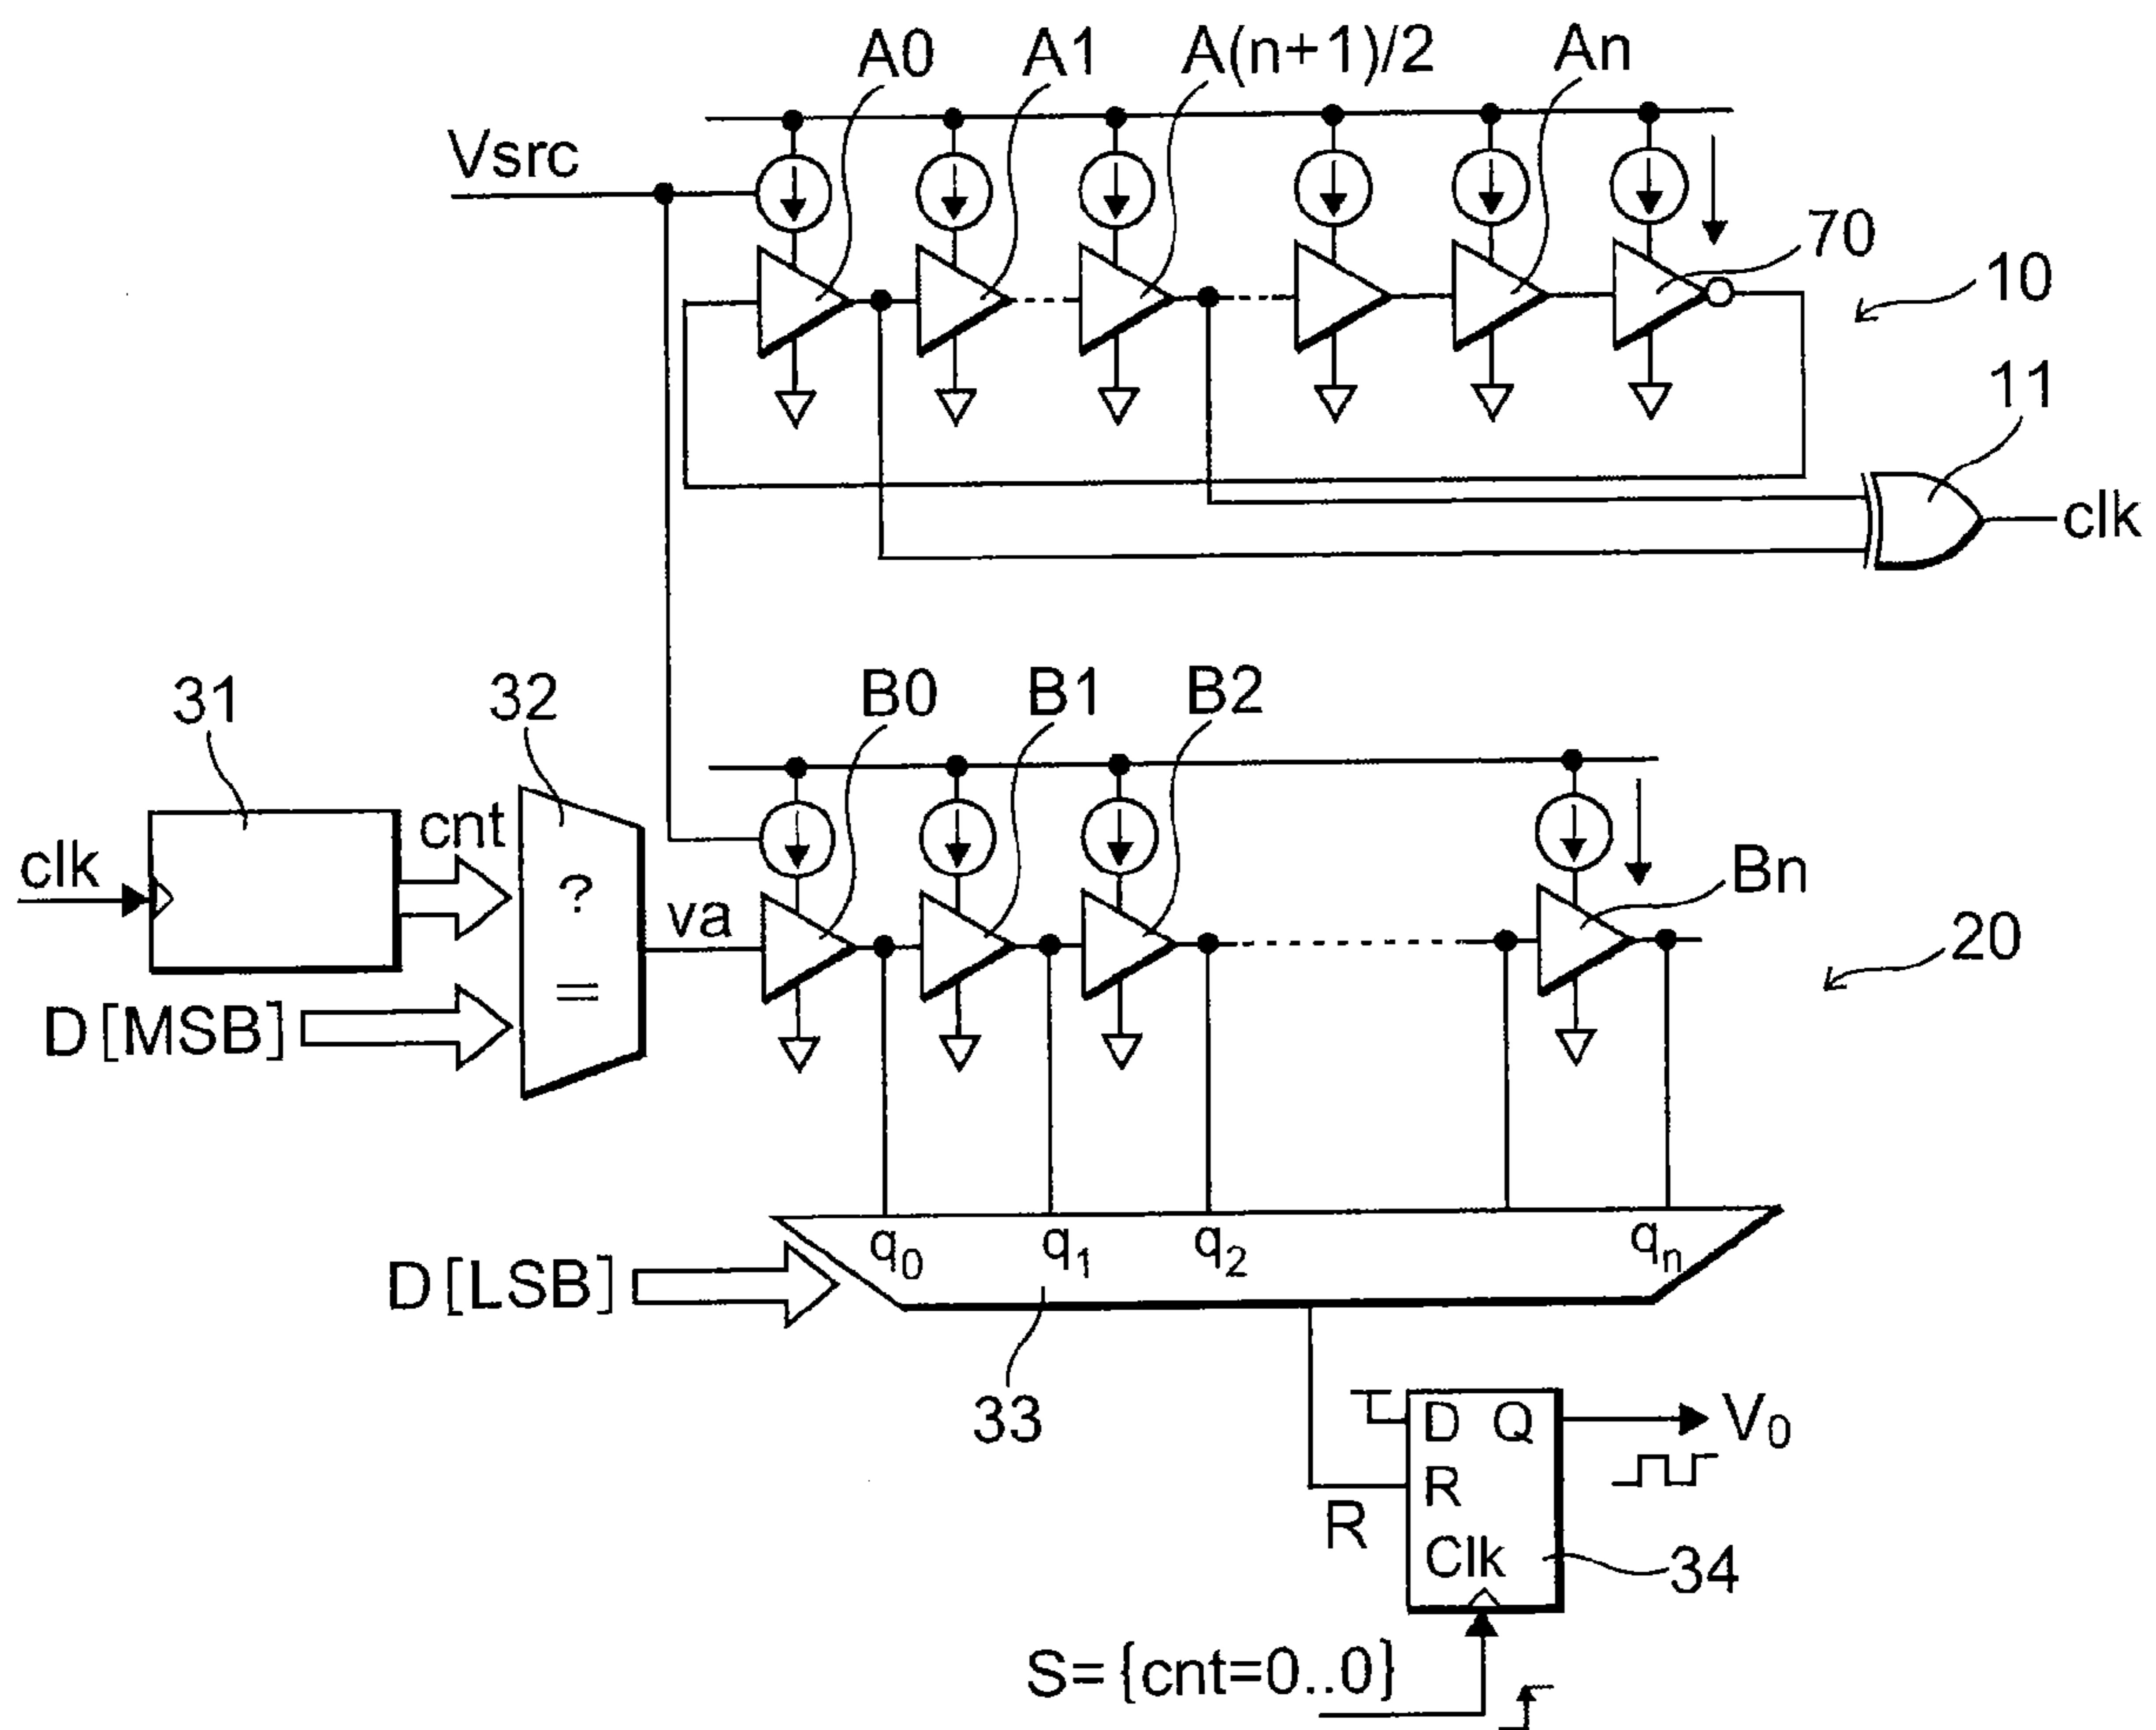 A0 A1 A(n+1)/2 An
Vsrc
70
10
11
clk
31 32 B0 B1 B2
cnt
clk
?
=
va
Bn
20
D[MSB]
q0 q1 q2 qn
D[LSB]
33
D Q V0
R
R
Clk
34
S={cnt=0..0}